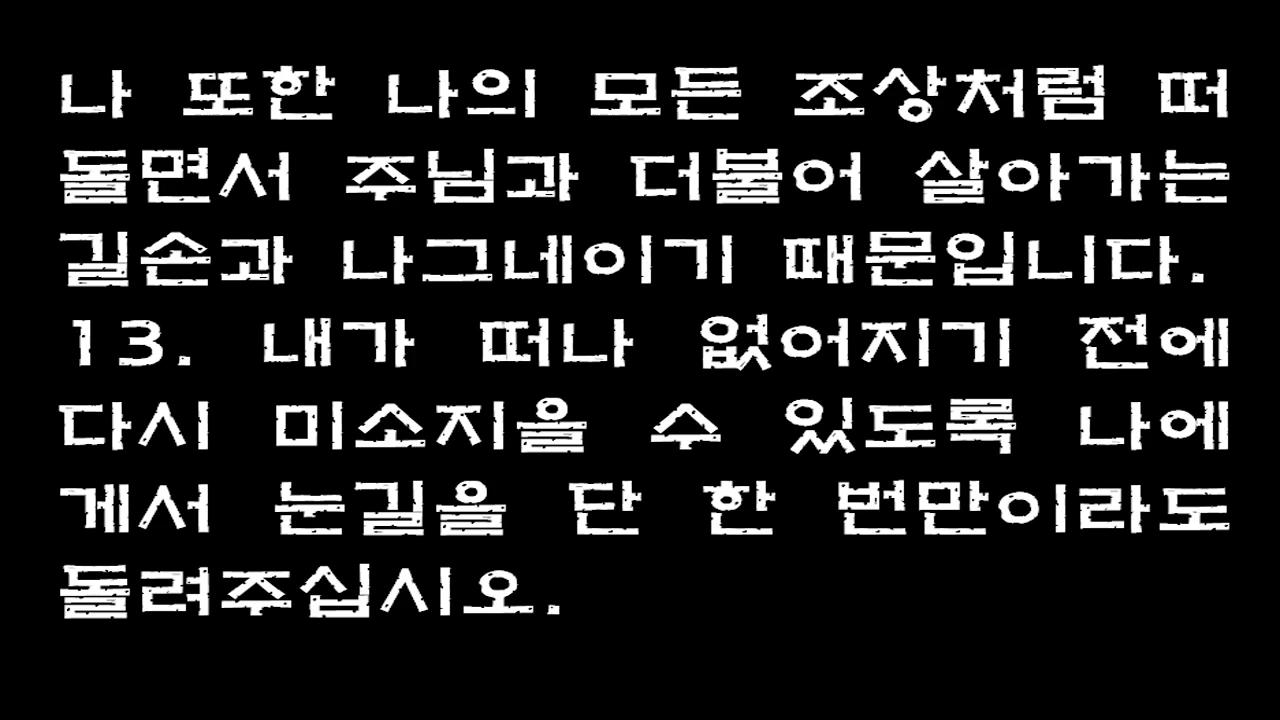 나 또한 나의 모든 조상처럼 떠
돌면서 주님과 더불어 살아가는
길손과 나그네이기 때문입니다.
13. 내가 떠나 없어지기 전에
다시 미소지을 수 있도록 나에
게서 눈길을 단 한 번만이라도
돌려주십시오.